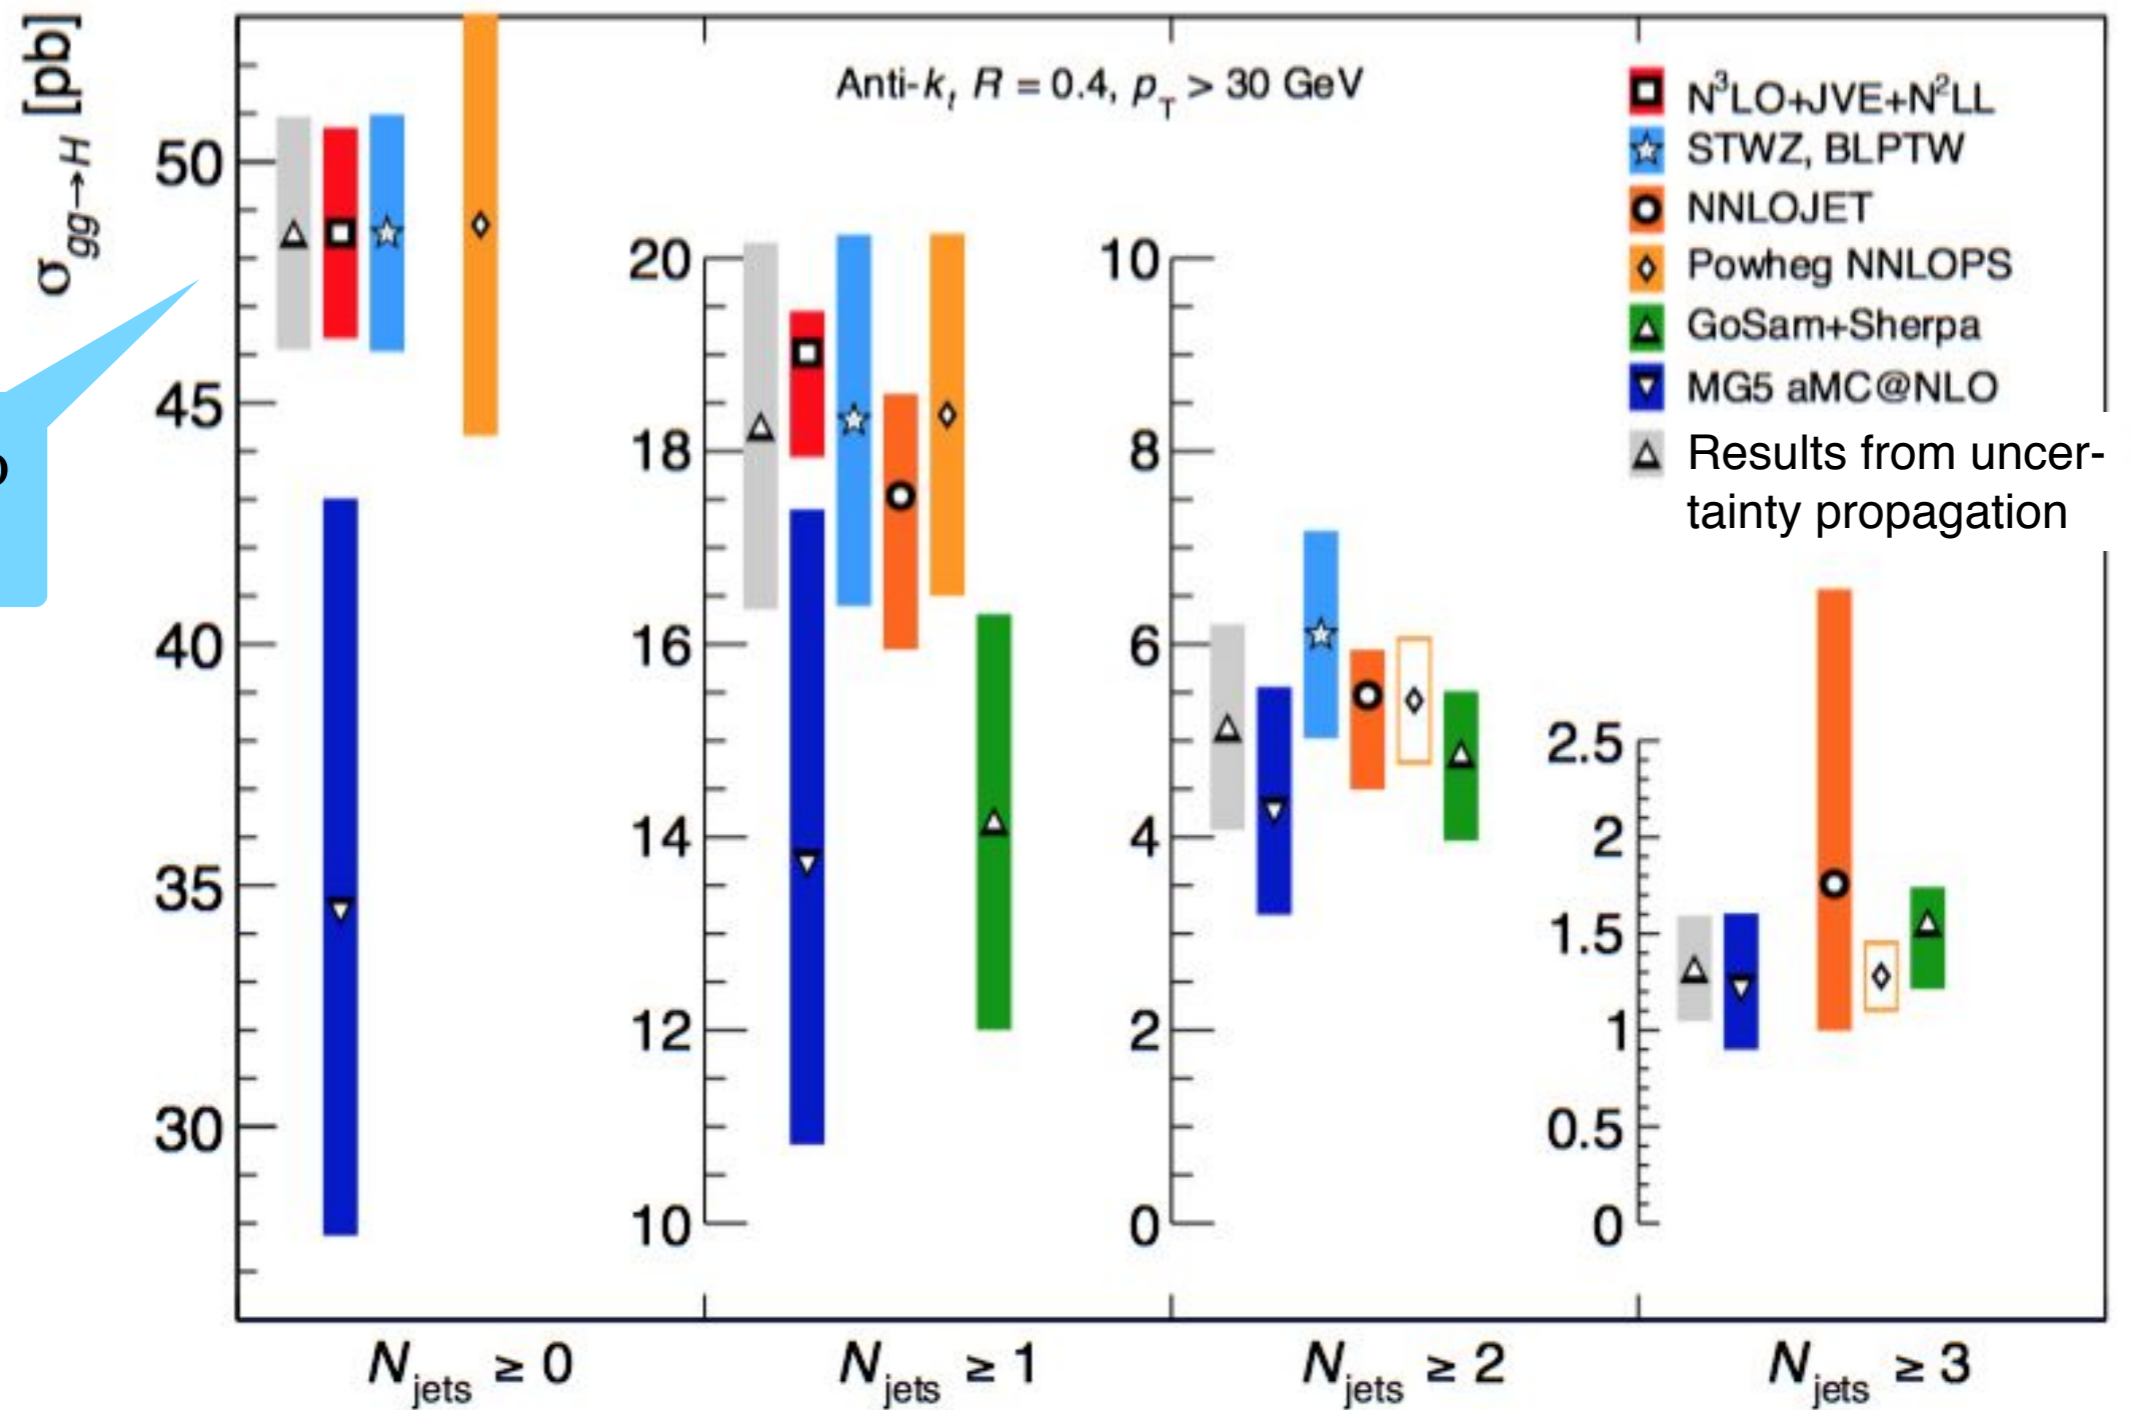 σgg→H [pb]
Anti-kt R = 0.4, pT > 30 GeV
N³LO+JVE+N²LL
STWZ, BLPTW
NNLOJET
Powheg NNLOPS
GoSam+Sherpa
MG5 aMC@NLO
Results from uncer-
tainty propagation
50
45
40
35
30
20
18
16
14
12
10
10
8
6
4
2
0
2.5
2
1.5
1
0.5
0
Njets ≥ 0
Njets ≥ 1
Njets ≥ 2
Njets ≥ 3